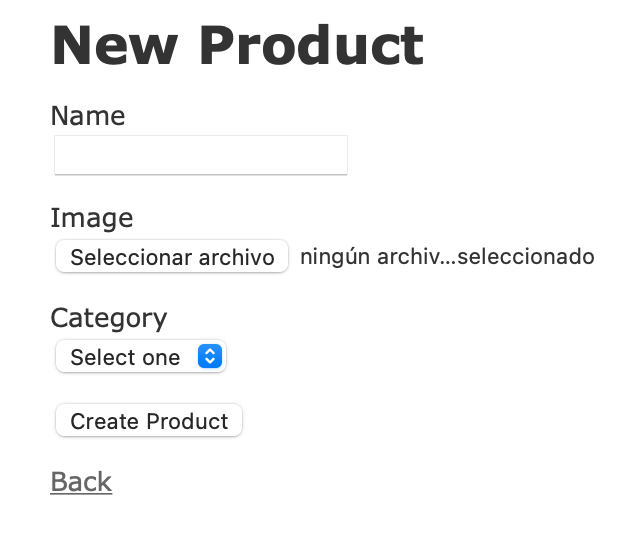 New Product
Name
Image
Seleccionar archivo ningún archiv...seleccionado
Category
Select one
Create Product
Back